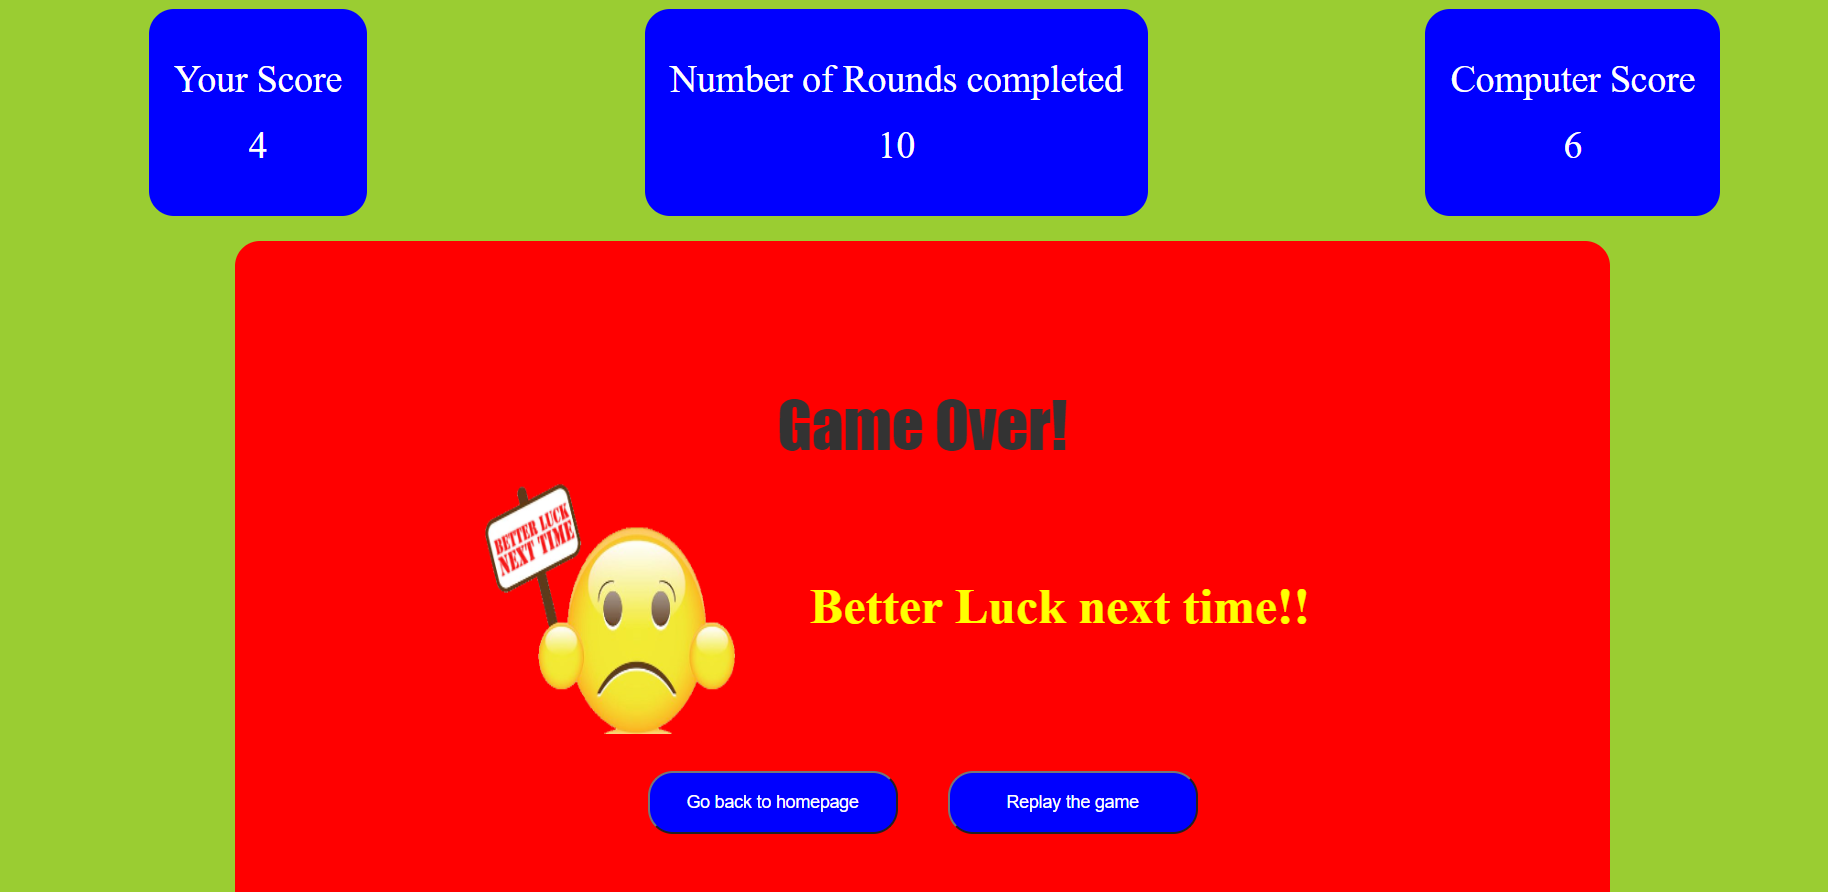 Your Score
4
Number of Rounds completed
10
Computer Score
6
Game Over!
BETTER LUCK
NEXT TIME
Better Luck next time!!
Go back to homepage
Replay the game